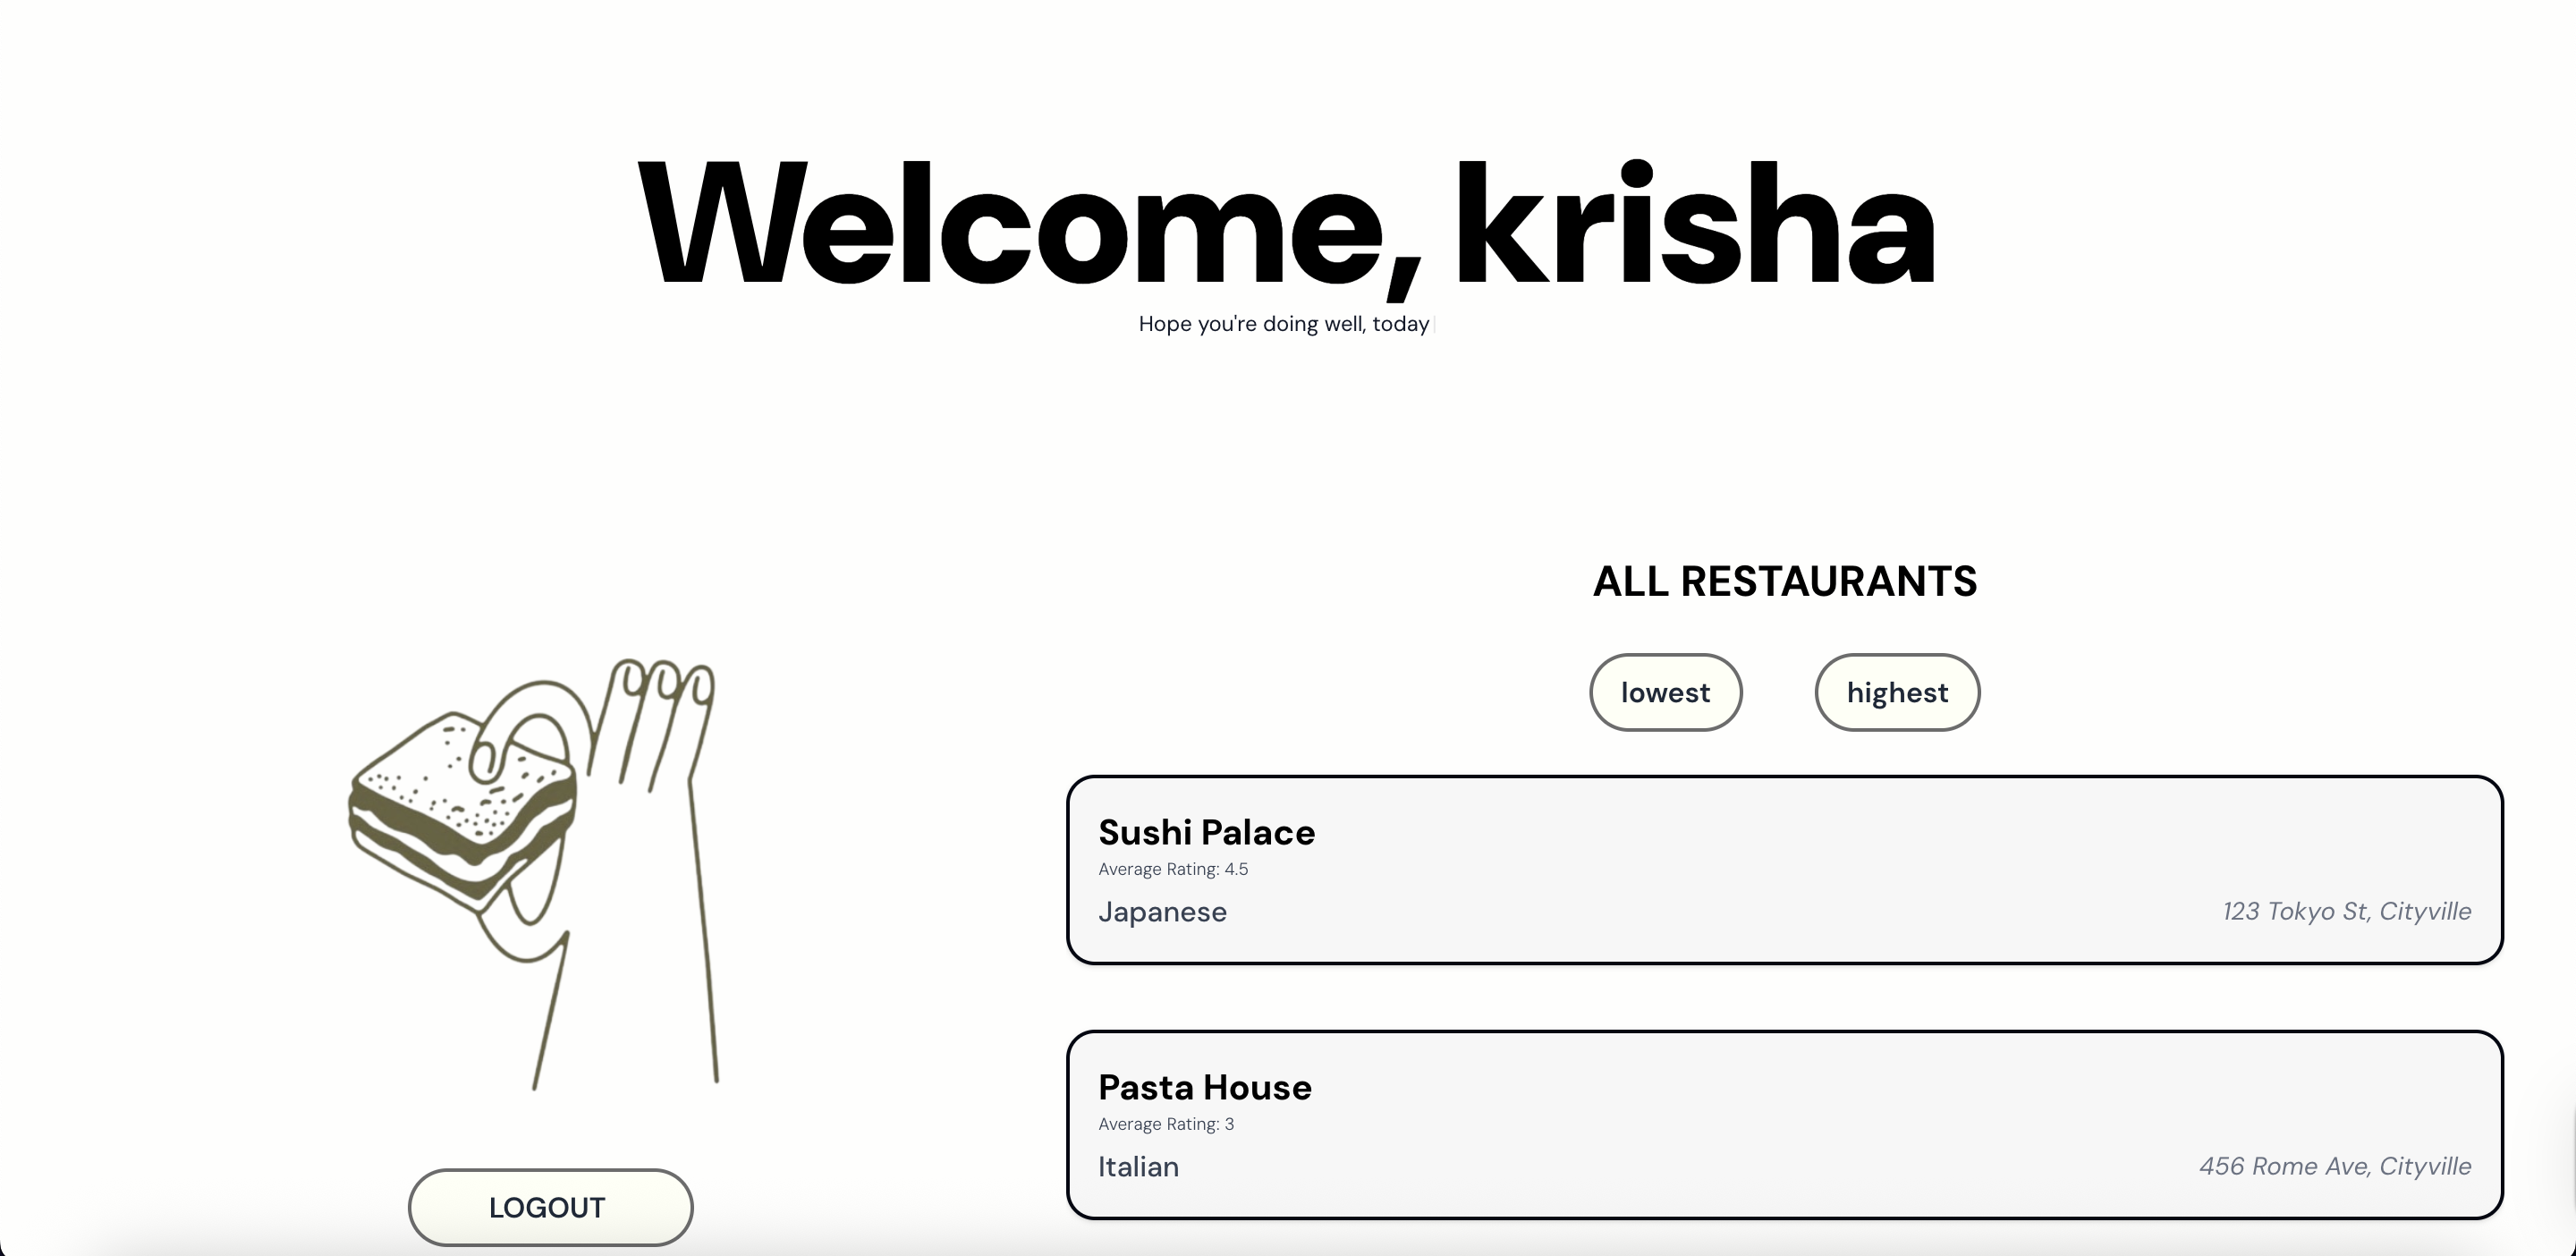 Welcome, krisha
Hope you're doing well, today
ALL RESTAURANTS
lowest
highest
Sushi Palace
Average Rating: 4.5
Japanese
123 Tokyo St, Cityville
Pasta House
Average Rating: 3
Italian
456 Rome Ave, Cityville
LOGOUT